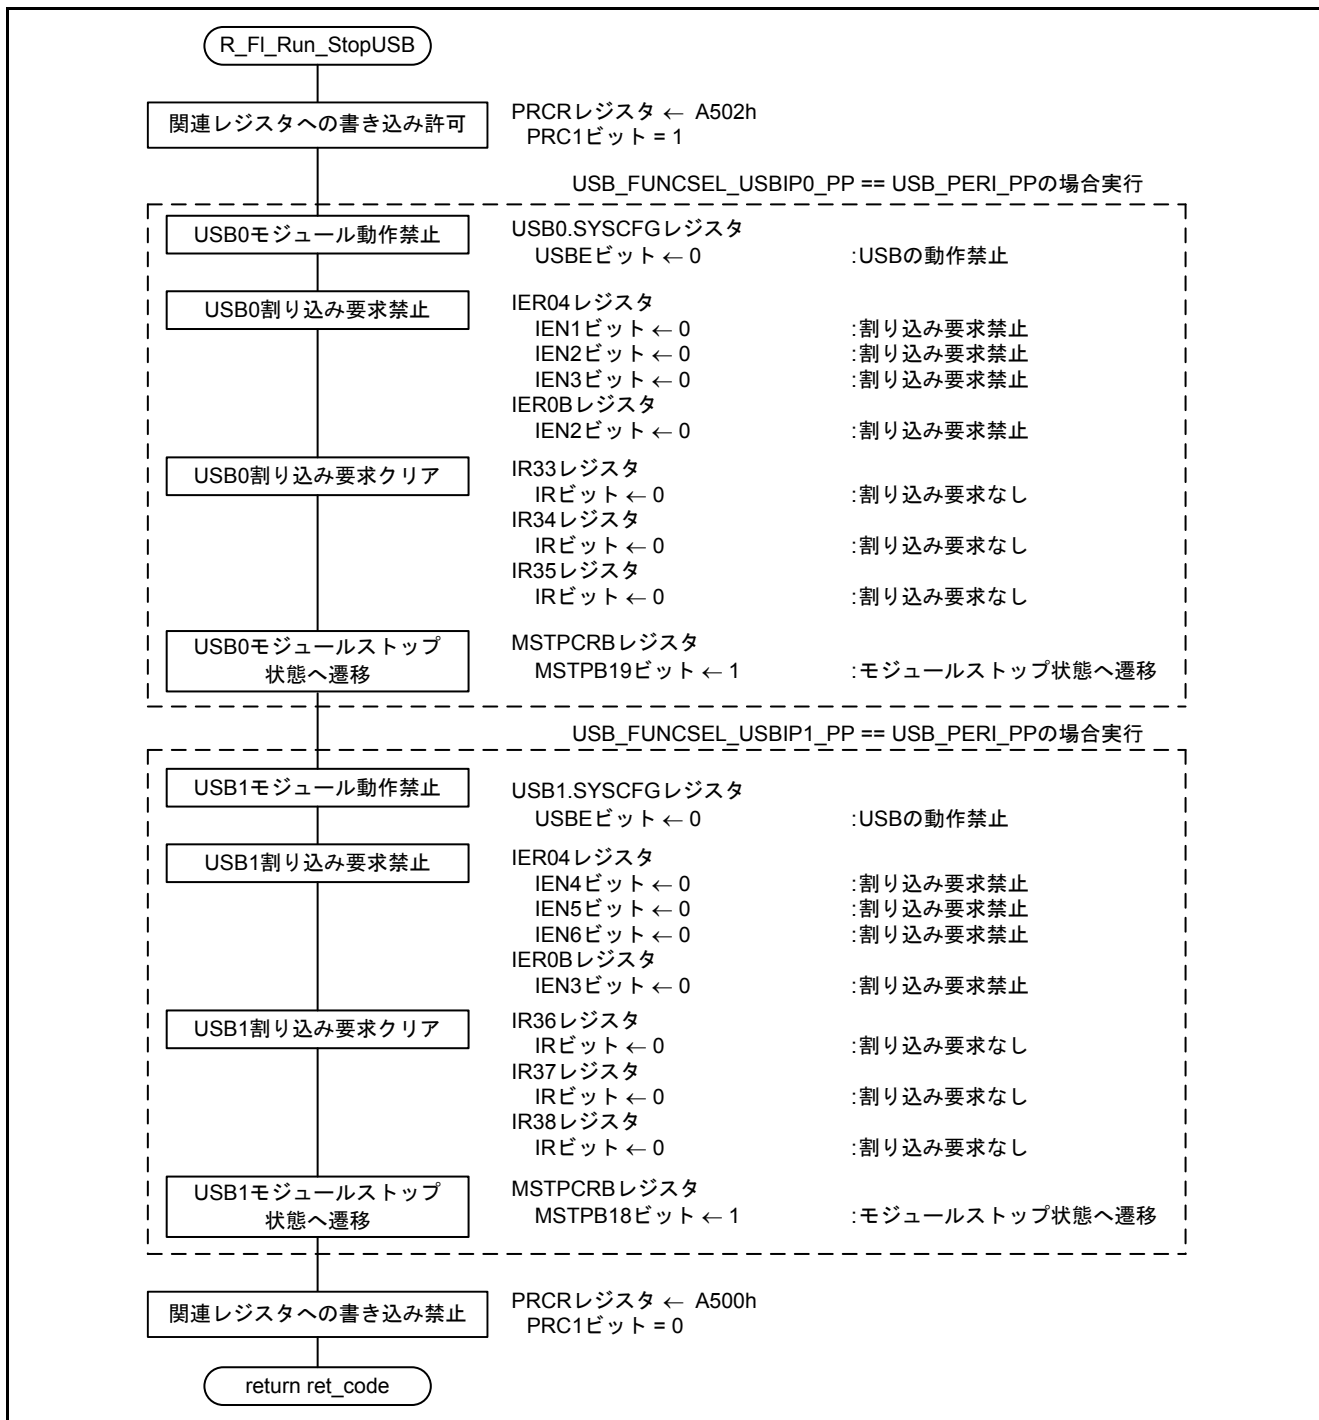 R_Fl_Run_StopUSB
関連レジスタへの書き込み許可
PRCRレジスタ ← A502h
PRC1ビット = 1
USB_FUNCSEL_USBIP0_PP == USB_PERI_PPの場合実行
USB0モジュール動作禁止
USB0.SYSCFGレジスタ
USBEビット ← 0 :USBの動作禁止
USB0割り込み要求禁止
IER04レジスタ
IEN1ビット ← 0 :割り込み要求禁止
IEN2ビット ← 0 :割り込み要求禁止
IEN3ビット ← 0 :割り込み要求禁止
IER0Bレジスタ
IEN2ビット ← 0 :割り込み要求禁止
USB0割り込み要求クリア
IR33レジスタ
IRビット ← 0 :割り込み要求なし
IR34レジスタ
IRビット ← 0 :割り込み要求なし
IR35レジスタ
IRビット ← 0 :割り込み要求なし
USB0モジュールストップ
状態へ遷移
MSTPCRBレジスタ
MSTPB19ビット ← 1 :モジュールストップ状態へ遷移
USB_FUNCSEL_USBIP1_PP == USB_PERI_PPの場合実行
USB1モジュール動作禁止
USB1.SYSCFGレジスタ
USBEビット ← 0 :USBの動作禁止
USB1割り込み要求禁止
IER04レジスタ
IEN4ビット ← 0 :割り込み要求禁止
IEN5ビット ← 0 :割り込み要求禁止
IEN6ビット ← 0 :割り込み要求禁止
IER0Bレジスタ
IEN3ビット ← 0 :割り込み要求禁止
USB1割り込み要求クリア
IR36レジスタ
IRビット ← 0 :割り込み要求なし
IR37レジスタ
IRビット ← 0 :割り込み要求なし
IR38レジスタ
IRビット ← 0 :割り込み要求なし
USB1モジュールストップ
状態へ遷移
MSTPCRBレジスタ
MSTPB18ビット ← 1 :モジュールストップ状態へ遷移
関連レジスタへの書き込み禁止
PRCRレジスタ ← A500h
PRC1ビット = 0
return ret_code